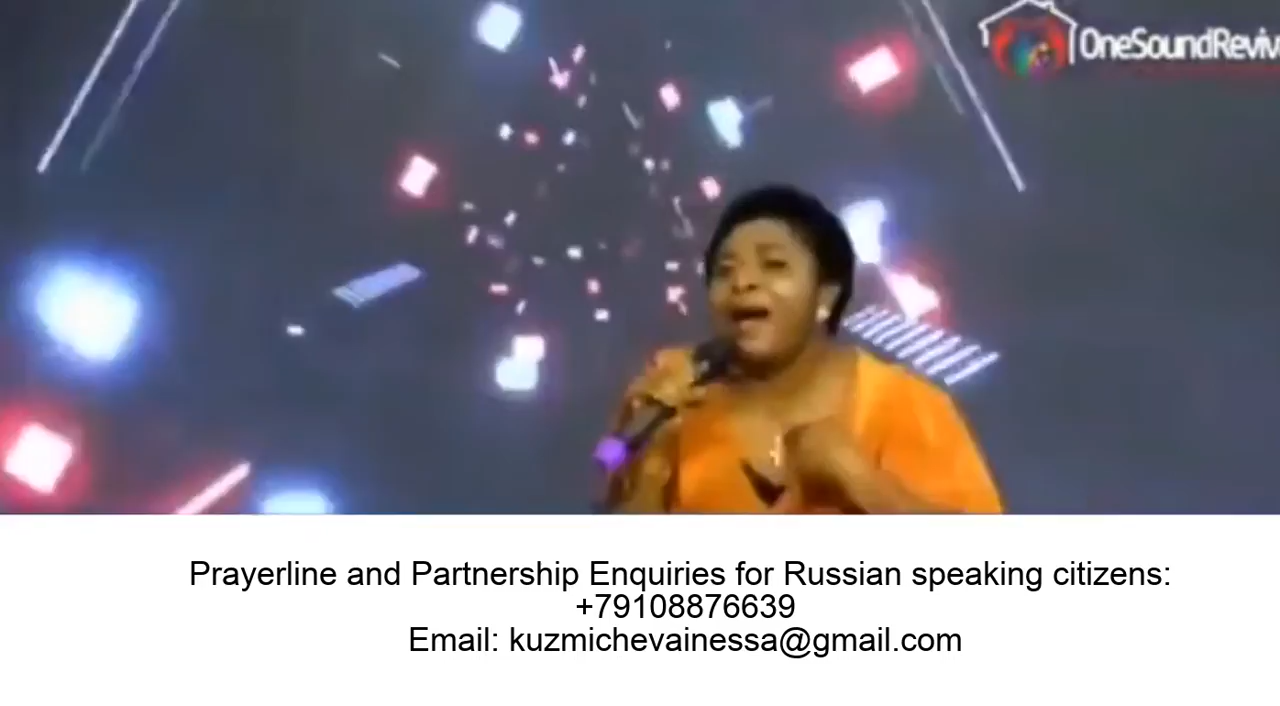 OneSoundReviv
Prayerline and Partnership Enquiries for Russian speaking citizens:
+79108876639
Email: kuzmichevainessa@gmail.com